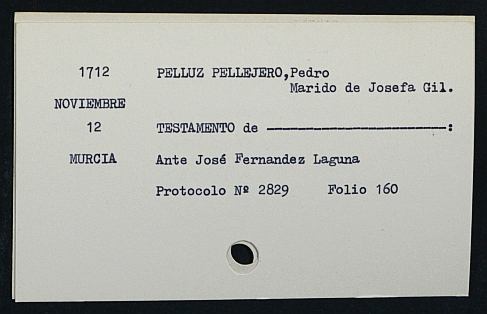 1712 PELLUZ PELLEJERO,Pedro
Marido de Josefa Gil.
NOVIEMBRE
12 TESTAMENTO de --------------------:
MURCIA Ante José Fernandez Laguna
Protocolo Nº 2829 Folio 160